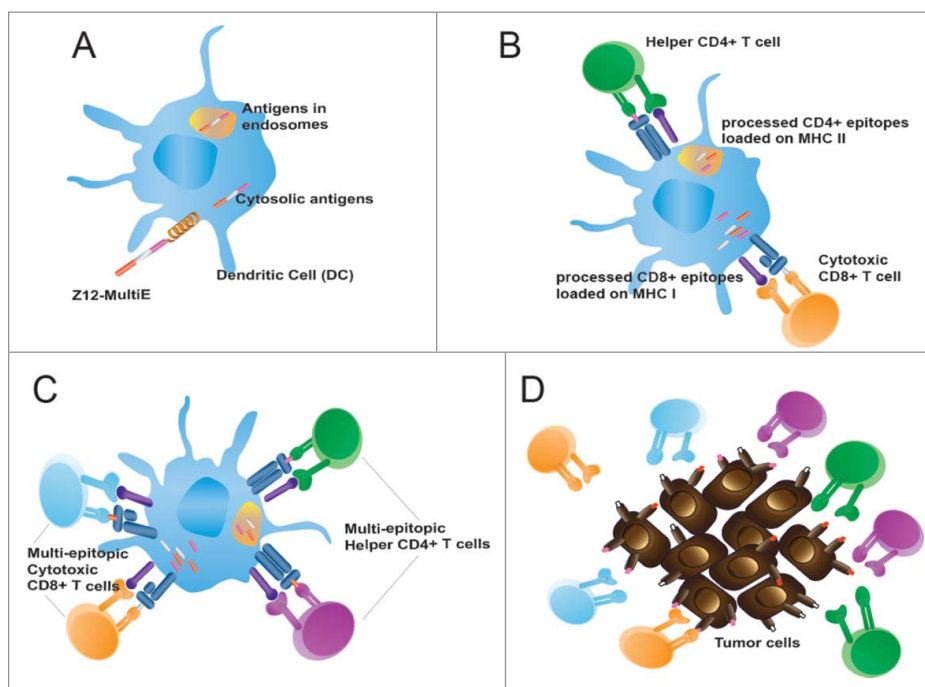 A
Antigens in
endosomes
Cytosolic antigens
Dendritic Cell (DC)
Z12-MultiE
B
Helper CD4+ T cell
processed CD4+ epitopes
loaded on MHC II
Cytotoxic
CD8+ T cell
processed CD8+ epitopes
loaded on MHC I
C
Multi-epitopic
Helper CD4+ T cells
Multi-epitopic
Cytotoxic
CD8+ T cells
D
Tumor cells